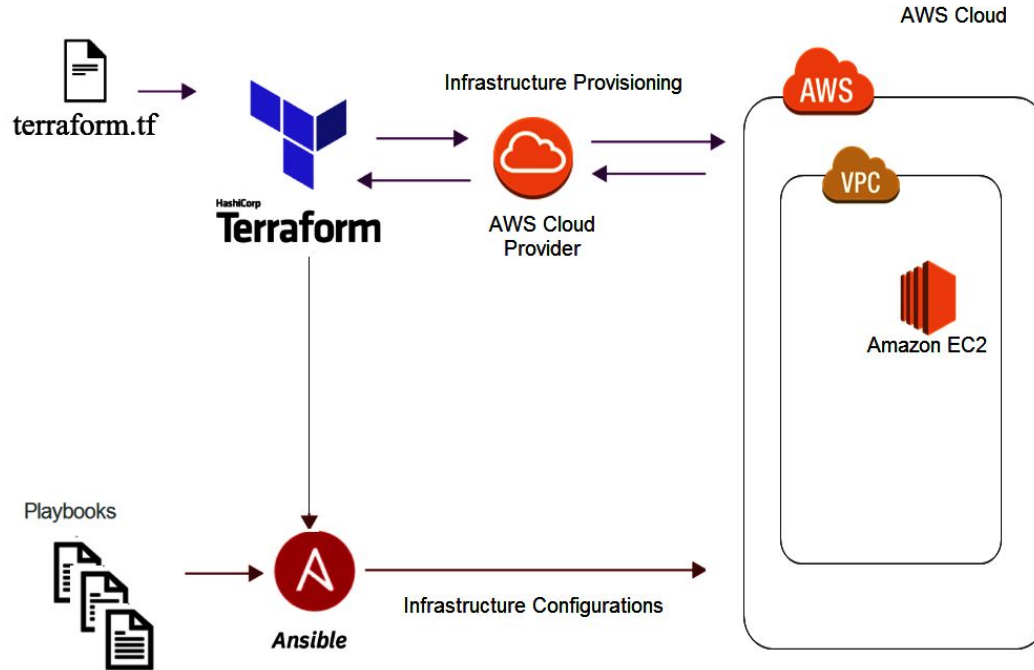 AWS Cloud
AWS
Infrastructure Provisioning
terraform.tf
VPC
HashiCorp
Terraform
AWS Cloud
Provider
Amazon EC2
Playbooks
Infrastructure Configurations
Ansible